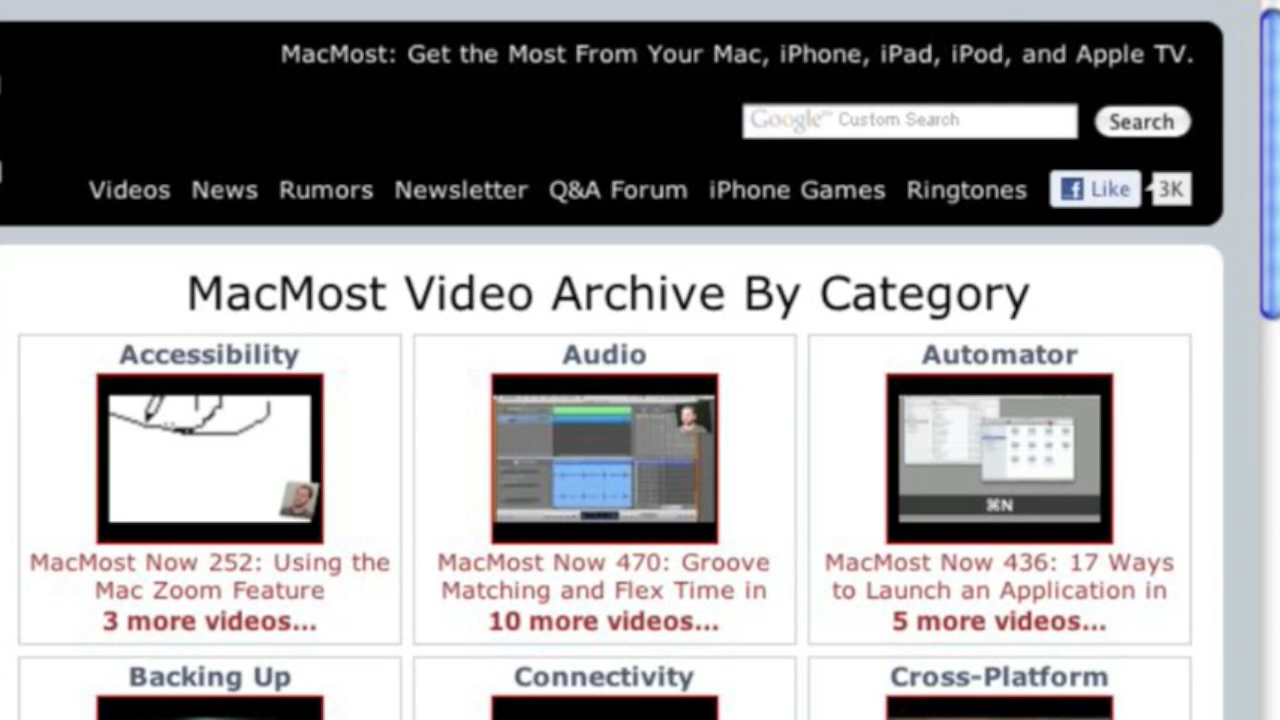 MacMost: Get the Most From Your Mac, iPhone, iPad, iPod, and Apple TV.
Google™ Custom Search
Search
Videos News Rumors Newsletter Q&A Forum iPhone Games Ringtones Like 3K
MacMost Video Archive By Category
Accessibility Audio Automator
⌘N
MacMost Now 252: Using the Mac Zoom Feature
3 more videos...
MacMost Now 470: Groove Matching and Flex Time in
10 more videos...
MacMost Now 436: 17 Ways to Launch an Application in
5 more videos...
Backing Up Connectivity Cross-Platform